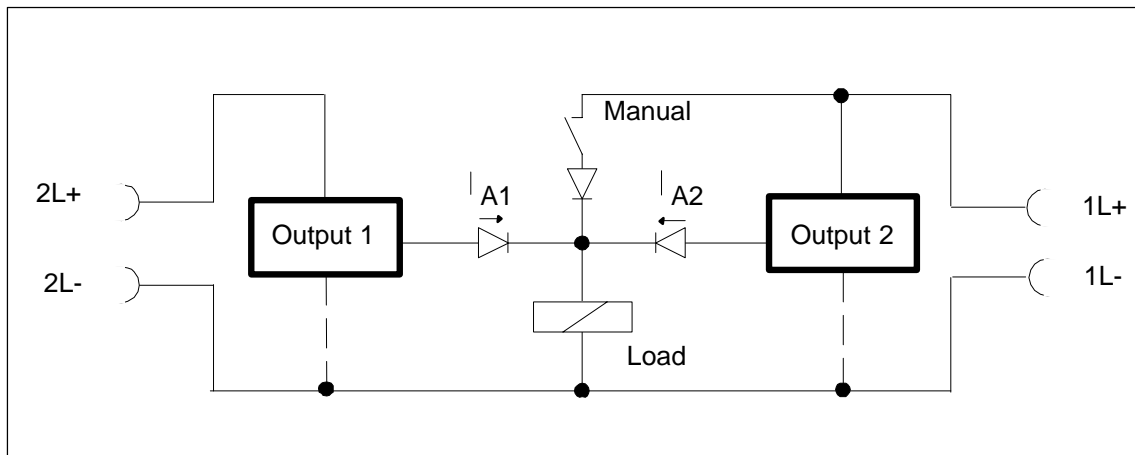 Manual
2L+
I A1
I A2
1L+
Output 1
Output 2
2L-
1L-
Load